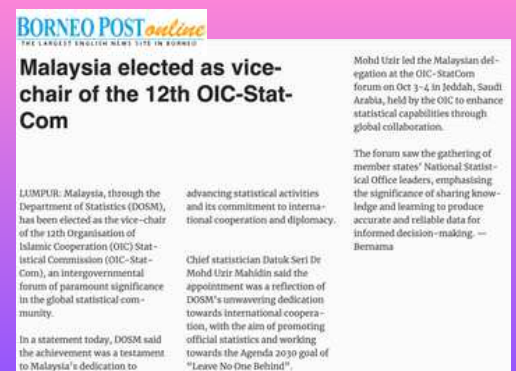 BORNEO POST online
THE LARGEST ENGLISH NEWS SITE IN BORNEO
Malaysia elected as vice-
chair of the 12th OIC-Stat-
Com
LUMPUR: Malaysia, through the
Department of Statistics (DOSM),
has been elected as the vice-chair
of the 12th Organisation of
Islamic Cooperation (OIC) Stat-
istical Commission (OIC-Stat-
Com), an intergovernmental
forum of paramount significance
in the global statistical com-
munity.
In a statement today, DOSM said
the achievement was a testament
to Malaysia's dedication to
advancing statistical activities
and its commitment to interna-
tional cooperation and diplomacy.
Chief statistician Datuk Seri Dr
Mohd Uzir Mahidin said the
appointment was a reflection of
DOSM's unwavering dedication
towards international coopera-
tion, with the aim of promoting
official statistics and working
towards the Agenda 2030 goal of
"Leave No One Behind".
Mohd Uzir led the Malaysian del-
egation at the OIC-StatCom
forum on Oct 3-4 in Jeddah, Saudi
Arabia, held by the OIC to enhance
statistical capabilities through
global collaboration.
The forum saw the gathering of
member states' National Statist-
ical Office leaders, emphasising
the significance of sharing know-
ledge and learning to produce
accurate and reliable data for
informed decision-making. —
Bernama